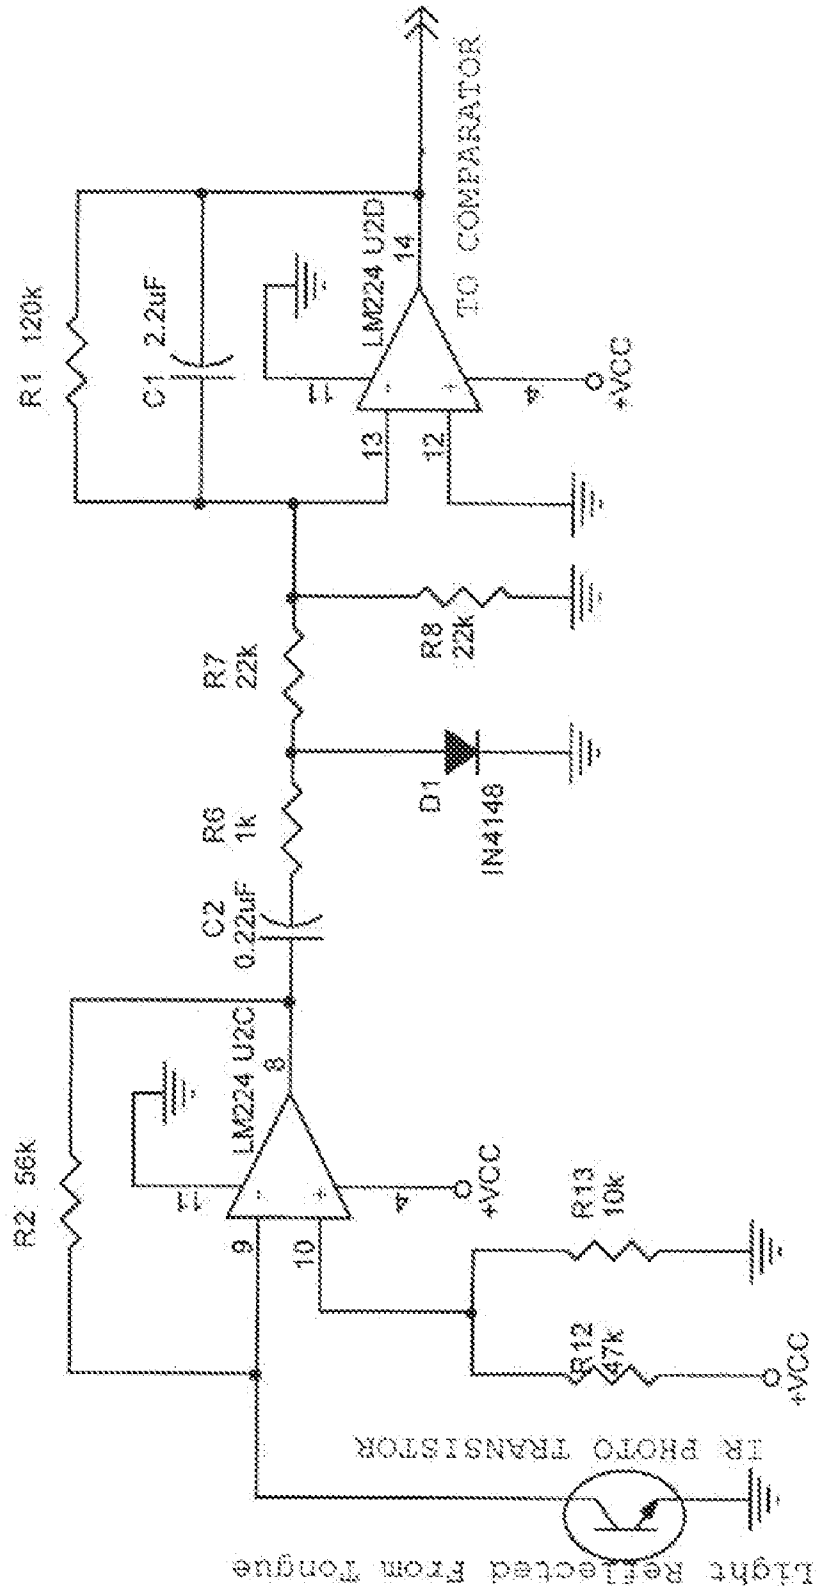 R1 120k
C1 2.2uF
LM224 U2D
14
11
-
+
13
12
4
+VCC
TO COMPARATOR
R7
22k
R8
22k
R6
1k
D1
IN4148
C2
0.22uF
R2 56k
LM224 U2C
8
11
-
+
9
10
4
+VCC
R13
10k
R12
47k
+VCC
IR PHOTO TRANSISTOR
Light Reflected From Tongue